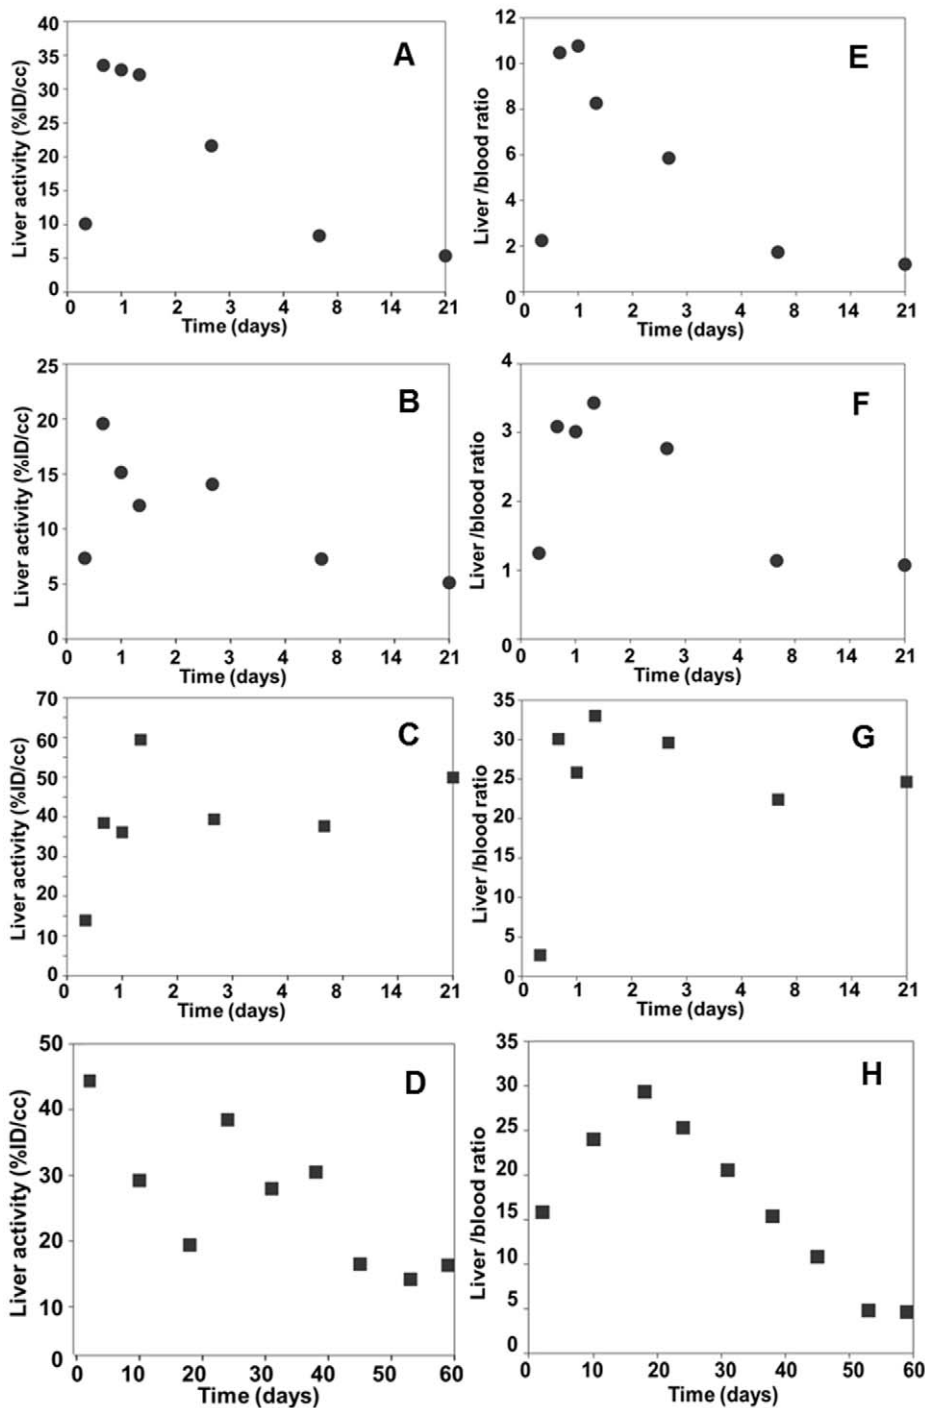 A
Liver activity (%ID/cc)
40
35
30
25
20
15
10
5
0
0 1 2 3 4 8 14 21
Time (days)
E
Liver /blood ratio
12
10
8
6
4
2
0
0 1 2 3 4 8 14 21
Time (days)
B
Liver activity (%ID/cc)
25
20
15
10
5
0
0 1 2 3 4 8 14 21
Time (days)
F
Liver /blood ratio
4
3
2
1
0
0 1 2 3 4 8 14 21
Time (days)
C
Liver activity (%ID/cc)
70
60
50
40
30
20
10
0
0 1 2 3 4 8 14 21
Time (days)
G
Liver /blood ratio
35
30
25
20
15
10
5
0
0 1 2 3 4 8 14 21
Time (days)
D
Liver activity (%ID/cc)
50
40
30
20
10
0
0 10 20 30 40 50 60
Time (days)
H
Liver /blood ratio
35
30
25
20
15
10
5
0
0 10 20 30 40 50 60
Time (days)